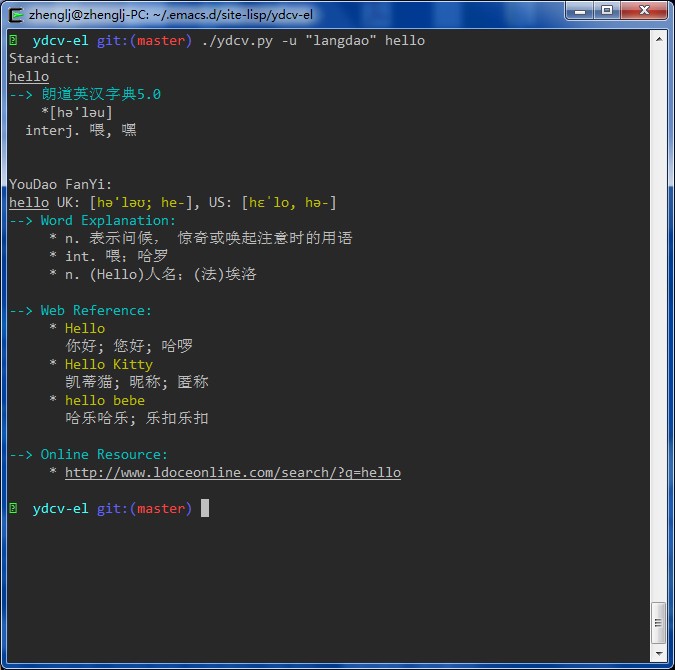 zhenglj@zhenglj-PC: ~/.emacs.d/site-lisp/ydcv-el
ydcv-el git:(master) ./ydcv.py -u "langdao" hello
Stardict:
hello
--> 朗道英汉字典5.0
*[hә'lәu]
interj. 喂, 嘿
YouDao FanYi:
hello UK: [həˈləʊ; he-], US: [hɛˈlo, hə-]
--> Word Explanation:
* n. 表示问候， 惊奇或唤起注意时的用语
* int. 喂；哈罗
* n. (Hello)人名；(法)埃洛
--> Web Reference:
* Hello
你好; 您好; 哈啰
* Hello Kitty
凯蒂猫; 昵称; 匿称
* hello bebe
哈乐哈乐; 乐扣乐扣
--> Online Resource:
* http://www.ldoceonline.com/search/?q=hello
ydcv-el git:(master)